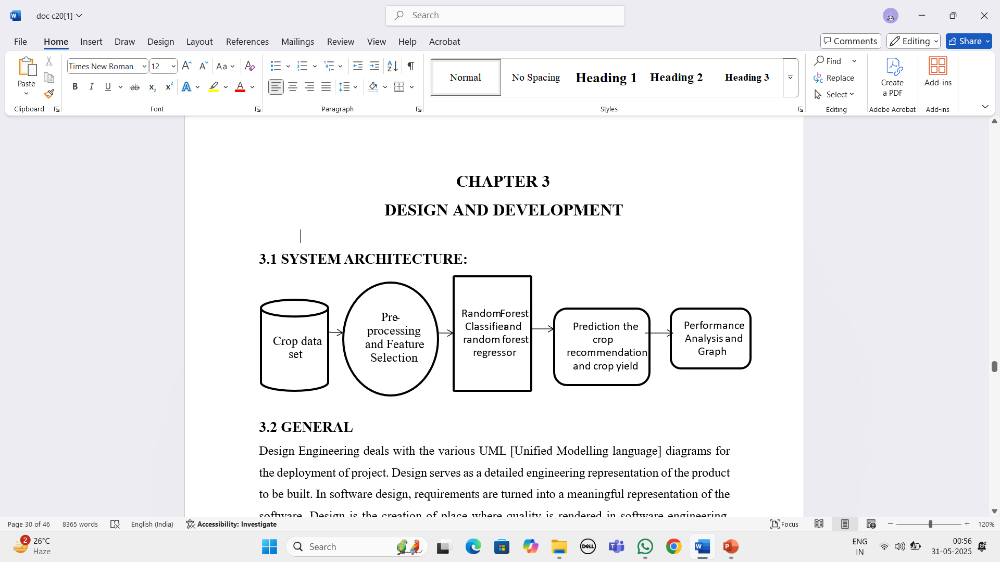 doc c20[1]
Search
File
Home
Insert
Draw
Design
Layout
References
Mailings
Review
View
Help
Acrobat
Comments
Editing
Share
Paste
Clipboard
Times New Roman
12
Font
Paragraph
Normal
No Spacing
Heading 1
Heading 2
Heading 3
Styles
Find
Replace
Select
Editing
Create
a PDF
Adobe Acrobat
Add-ins
Add-ins
CHAPTER 3
DESIGN AND DEVELOPMENT
3.1 SYSTEM ARCHITECTURE:
Crop data
set
Pre-
processing
and Feature
Selection
Random Forest
Classifier and
random forest
regressor
Prediction the
crop
recommendation
and crop yield
Performance
Analysis and
Graph
3.2 GENERAL
Design Engineering deals with the various UML [Unified Modelling language] diagrams for
the deployment of project. Design serves as a detailed engineering representation of the product
to be built. In software design, requirements are turned into a meaningful representation of the
software. Design is the creation of place where quality is rendered in software engineering.
Page 30 of 46
8365 words
English (India)
Accessibility: Investigate
Focus
120%
2
26°C
Haze
Search
DELL
ENG
IN
00:56
31-05-2025